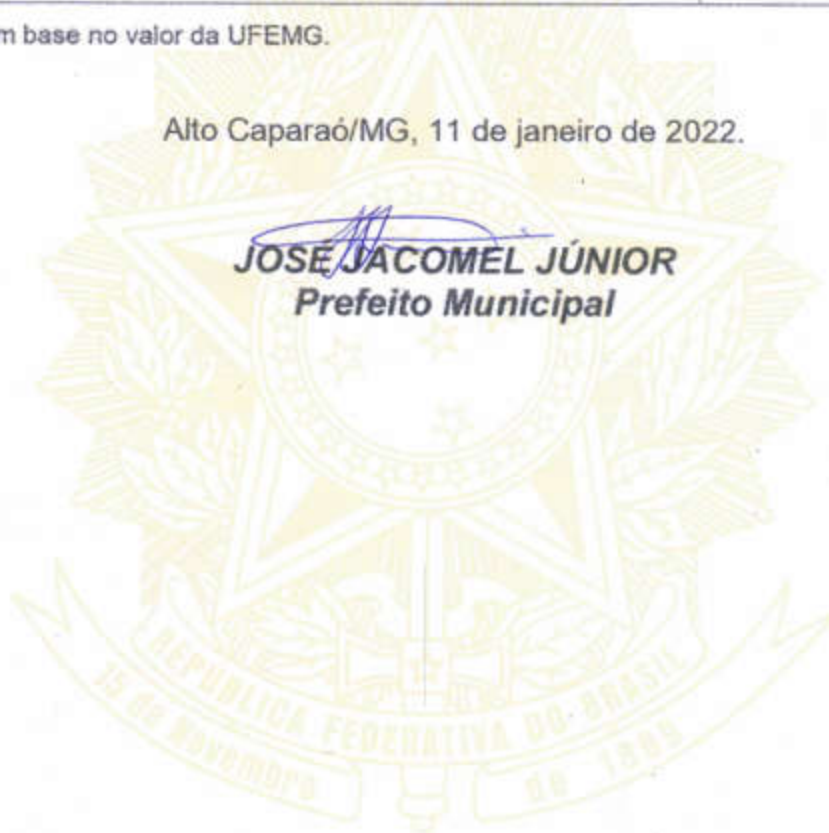 m base no valor da UFEMG.
Alto Caparaó/MG, 11 de janeiro de 2022.
JOSÉ JACOMEL JÚNIOR
Prefeito Municipal
REPÚBLICA FEDERATIVA DO BRASIL
15 de Novembro de 1889